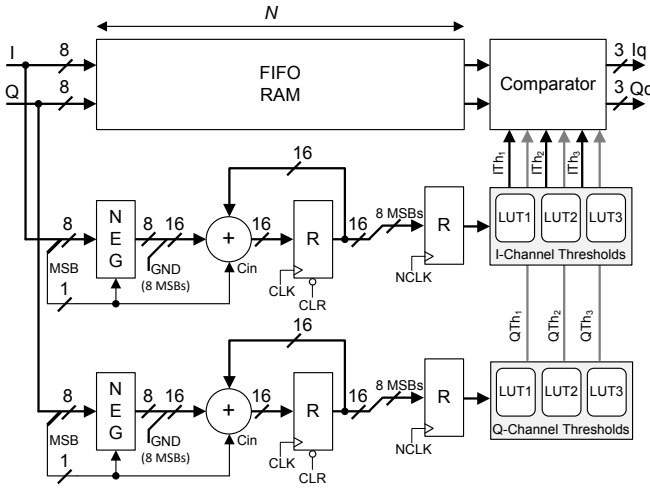 N
I
8
FIFO
RAM
Comparator
3
Iq
Q
8
3
ITh1
ITh2
ITh3
16
8
MSB
1
N
E
G
8
16
GND
(8 MSBs)
+
Cin
16
R
CLK
CLR
16
8 MSBs
R
NCLK
LUT1
LUT2
LUT3
I-Channel Thresholds
QTh1
QTh2
QTh3
16
8
MSB
1
N
E
G
8
16
GND
(8 MSBs)
+
Cin
16
R
CLK
CLR
16
8 MSBs
R
NCLK
LUT1
LUT2
LUT3
Q-Channel Thresholds